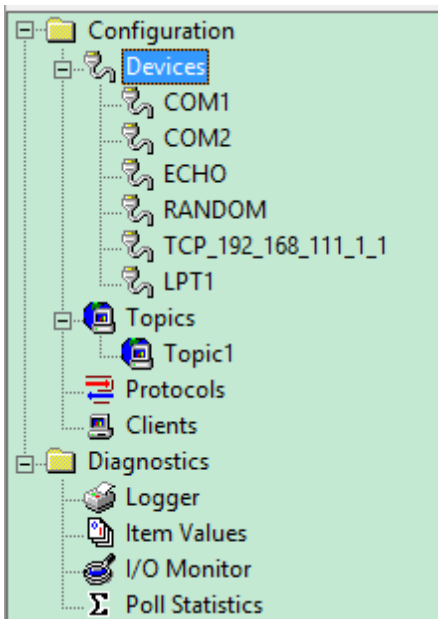 Configuration
Devices
COM1
COM2
ECHO
RANDOM
TCP_192_168_111_1_1
LPT1
Topics
Topic1
Protocols
Clients
Diagnostics
Logger
Item Values
I/O Monitor
Poll Statistics